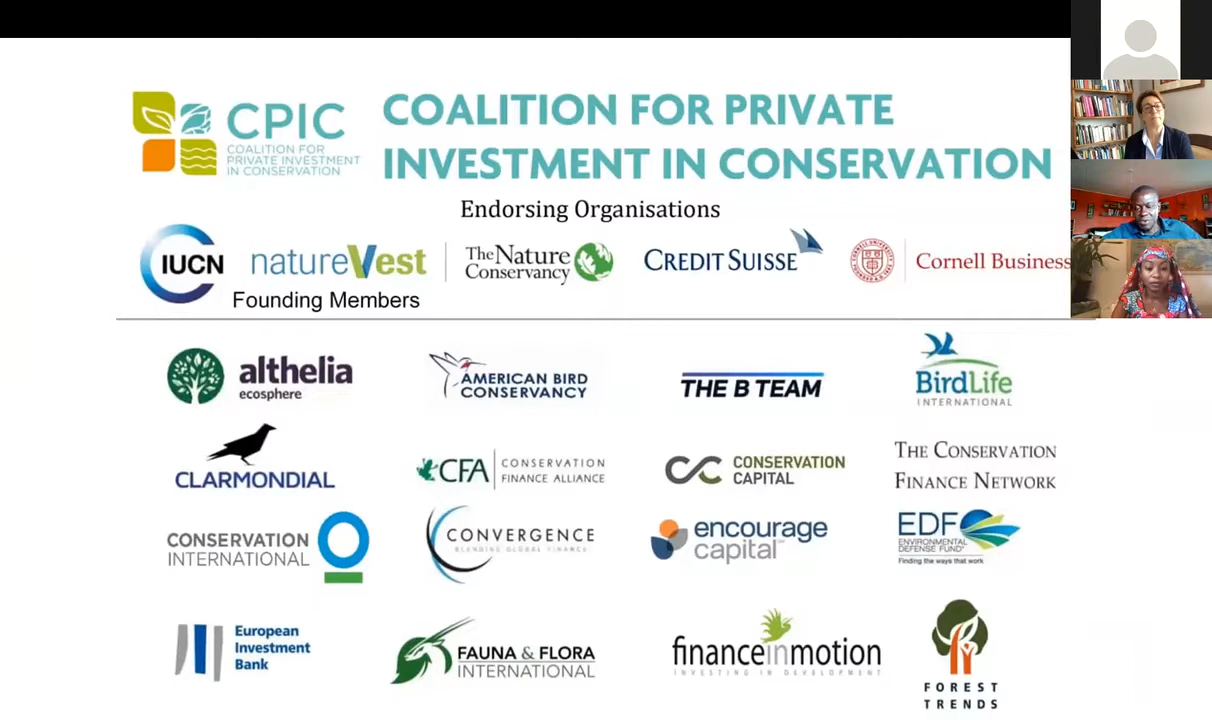 CPIC
COALITION FOR
PRIVATE INVESTMENT
IN CONSERVATION
COALITION FOR PRIVATE
INVESTMENT IN CONSERVATION
Endorsing Organisations
IUCN
natureVest
The Nature
Conservancy
CREDIT SUISSE
Cornell Business
Founding Members
althelia
ecosphere
AMERICAN BIRD
CONSERVANCY
THE B TEAM
BirdLife
INTERNATIONAL
CLARMONDIAL
CFA
CONSERVATION
FINANCE ALLIANCE
CONSERVATION
CAPITAL
THE CONSERVATION
FINANCE NETWORK
CONSERVATION
INTERNATIONAL
CONVERGENCE
BLENDING GLOBAL FINANCE
encourage
capital™
EDF
ENVIRONMENTAL
DEFENSE FUND®
Finding the ways that work
European
Investment
Bank
FAUNA & FLORA
INTERNATIONAL
financeinmotion
INVESTING IN DEVELOPMENT
FOREST
TRENDS